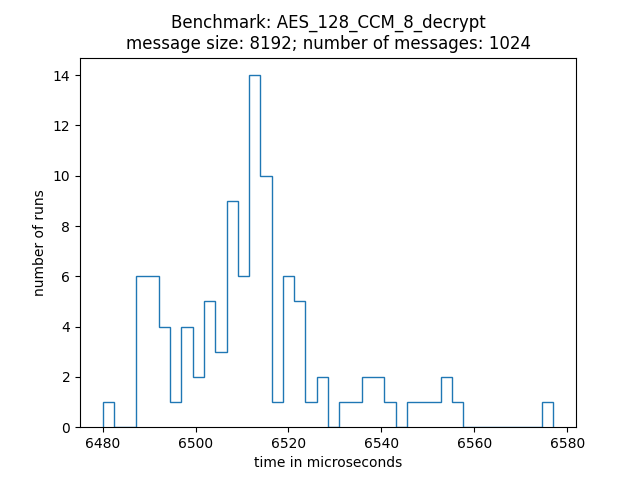 Benchmark: AES_128_CCM_8_decrypt
message size: 8192; number of messages: 1024
14
12
10
8
6
4
2
0
number of runs
6480 6500 6520 6540 6560 6580
time in microseconds